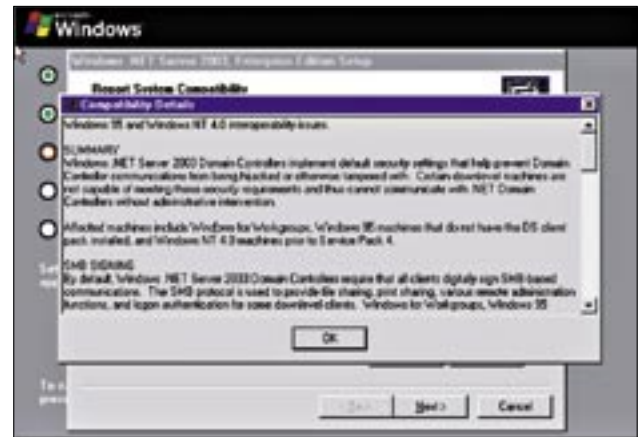 Windows
Windows .NET Server 2003, Enterprise Edition Setup
Report System Compatibility
Compatibility Details
Windows 95 and Windows NT 4.0 interoperability issues.
SUMMARY
Windows .NET Server 2003 Domain Controllers implement default security settings that help prevent Domain
Controller communications from being hijacked or otherwise tampered with. Certain downlevel machines are
not capable of meeting these security requirements and thus cannot communicate with .NET Domain
Controllers without administrative intervention.
Affected machines include Windows for Workgroups, Windows 95 machines that do not have the DS client
pack installed, and Windows NT 4.0 machines prior to Service Pack 4.
SMB SIGNING
By default, Windows .NET Server 2003 Domain Controllers require that all clients digitally sign SMB-based
communications. The SMB protocol is used to provide file sharing, print sharing, various remote administration
functions, and logon authentication for some downlevel clients. Windows for Workgroups, Windows 95
OK
< Back
Next >
Cancel